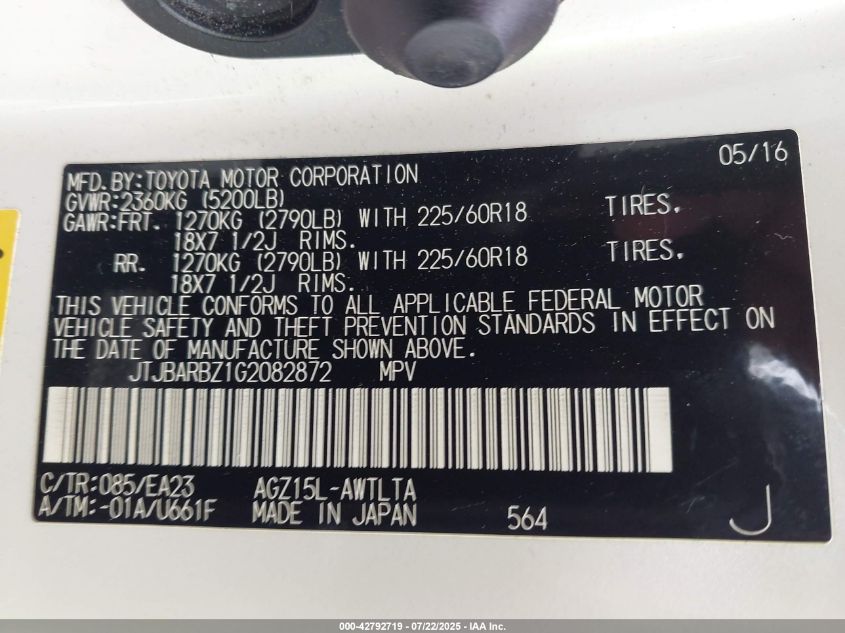 05/16
MFD.BY:TOYOTA MOTOR CORPORATION
GVWR:2360KG (5200LB)
GAWR:FRT. 1270KG (2790LB) WITH 225/60R18 TIRES.
18X7 1/2J RIMS.
RR. 1270KG (2790LB) WITH 225/60R18 TIRES.
18X7 1/2J RIMS.
THIS VEHICLE CONFORMS TO ALL APPLICABLE FEDERAL MOTOR
VEHICLE SAFETY AND THEFT PREVENTION STANDARDS IN EFFECT ON
THE DATE OF MANUFACTURE SHOWN ABOVE.
JTJBARBZ1G2082872 MPV
C/TR:085/EA23 AGZ15L-AWTLTA
A/TM:-01A/U661F MADE IN JAPAN 564 J
000-42792719 - 07/22/2025 - IAA Inc.